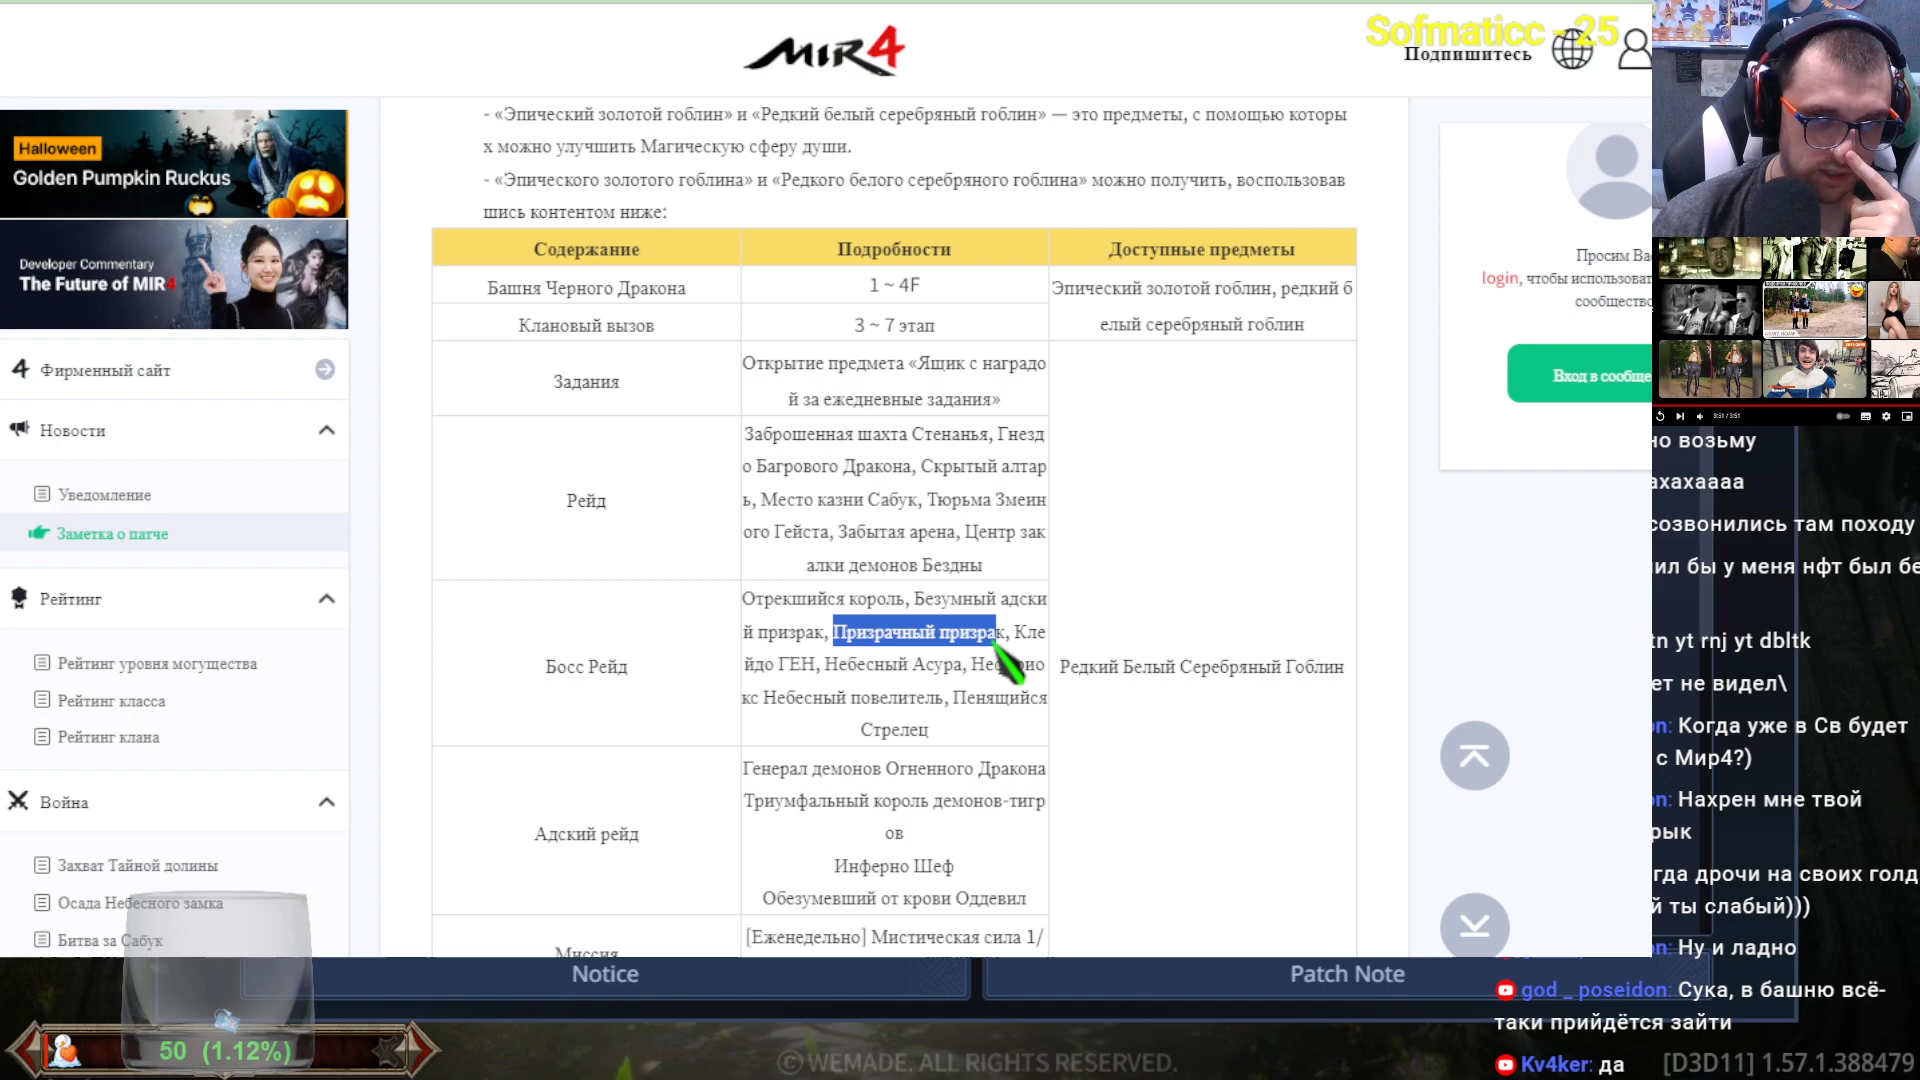 MIR4
Sofmaticc - 25
Подпишитесь
- «Эпический золотой гоблин» и «Редкий белый серебряный гоблин» — это предметы, с помощью которы
х можно улучшить Магическую сферу души.
- «Эпического золотого гоблина» и «Редкого белого серебряного гоблина» можно получить, воспользовав
шись контентом ниже:
Содержание
Подробности
Доступные предметы
Башня Черного Дракона
1 ~ 4F
Эпический золотой гоблин, редкий б
елый серебряный гоблин
Клановый вызов
3 ~ 7 этап
Задания
Открытие предмета «Ящик с наградо
й за ежедневные задания»
Рейд
Заброшенная шахта Стенанья, Гнезд
о Багрового Дракона, Скрытый алтар
ь, Место казни Сабук, Тюрьма Змеин
ого Гейста, Забытая арена, Центр зак
алки демонов Бездны
Босс Рейд
Отрекшийся король, Безумный адски
й призрак, Призрачный призрак, Кле
йдо ГЕН, Небесный Асура, Не
кс Небесный повелитель, Пенящийся
Стрелец
Редкий Белый Серебряный Гоблин
Адский рейд
Генерал демонов Огненного Дракона
Триумфальный король демонов-тигр
ов
Инферно Шеф
Обезумевший от крови Оддевил
Миссия
[Еженедельно] Мистическая сила 1/
Halloween
Golden Pumpkin Ruckus
Developer Commentary
The Future of MIR4
Фирменный сайт
Новости
Уведомление
Заметка о патче
Рейтинг
Рейтинг уровня могущества
Рейтинг класса
Рейтинг клана
Война
Захват Тайной долины
Осада Небесного замка
Битва за Сабук
Просим Ва
login, чтобы использоват
сообществ
Вход в сообще
3:51 / 3:51
но возьму
ахахаааа
созвонились там походу
ил бы у меня нфт был бе
tn yt rnj yt dbltk
ет не видел\
on: Когда уже в Св будет
с Мир4?)
on: Нахрен мне твой
рык
гда дрочи на своих голд
й ты слабый)))
on: Ну и ладно
god _ poseidon: Сука, в башню всё-
таки прийдётся зайти
Kv4ker: да
Notice
Patch Note
50 (1.12%)
©WEMADE. ALL RIGHTS RESERVED.
[D3D11] 1.57.1.388479